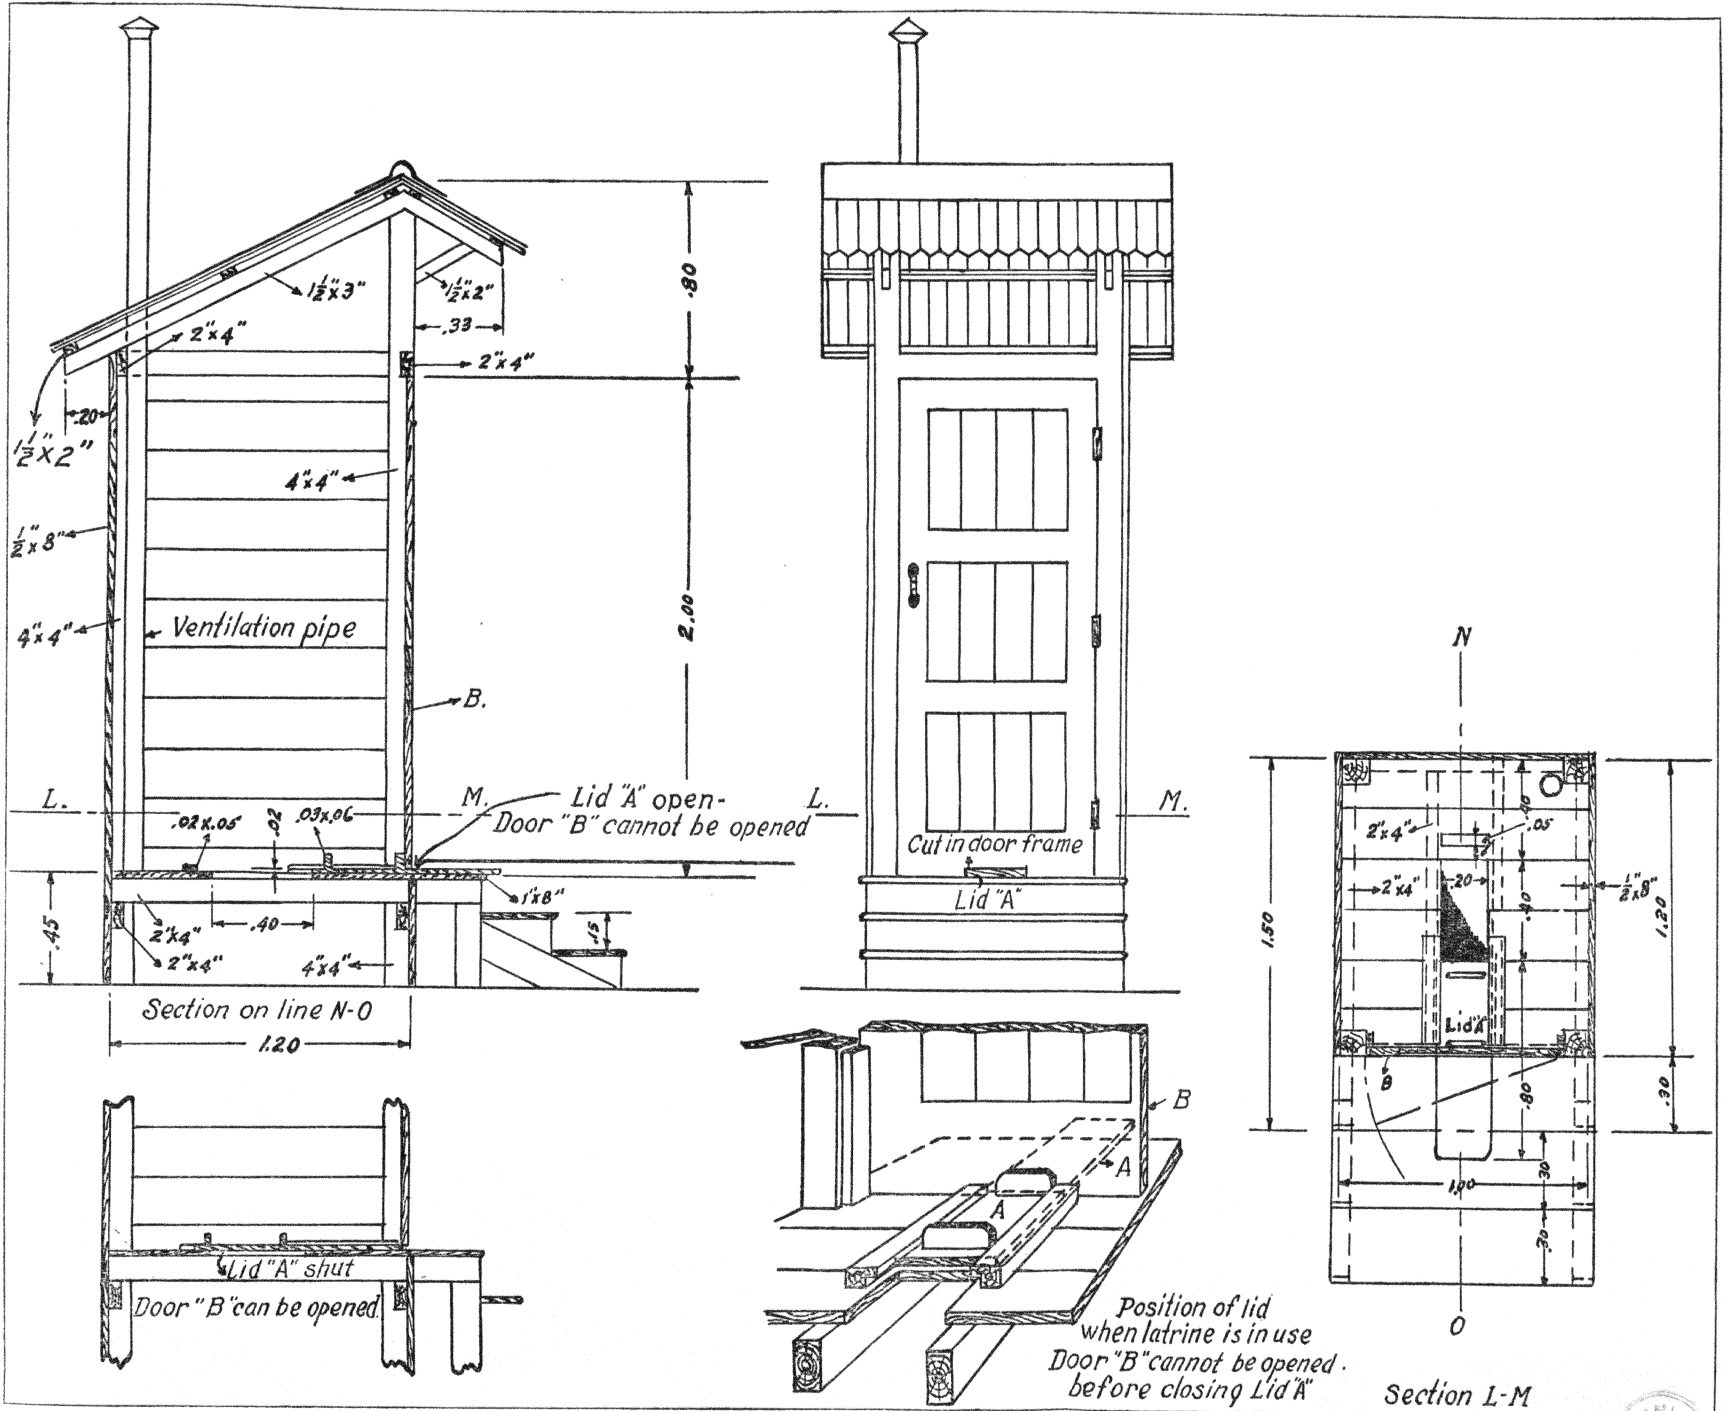 1½"x3"
1½"x2"
.80
.33
2"x4"
2"x4"
.20
1½"x2"
4"x4"
½"x8"
2.00
4"x4"
Ventilation pipe
B.
L.
M.
Lid "A" open-
Door "B" cannot be opened
.02x.05
.02
.03x.06
1"x8"
.45
2"x4"
.40
.15
2"x4"
4"x4"
Section on line N-O
1.20
L.
M.
Cut in door frame
Lid "A"
N
1.50
2"x4"
.40
.05
2"x4"
.20
.40
½"x8"
1.20
Lid "A"
B
.80
.30
1.00
.30
.30
O
Section L-M
Lid "A" shut
Door "B" can be opened.
B
A
A
Position of lid
when latrine is in use
Door "B" cannot be opened.
before closing Lid "A"